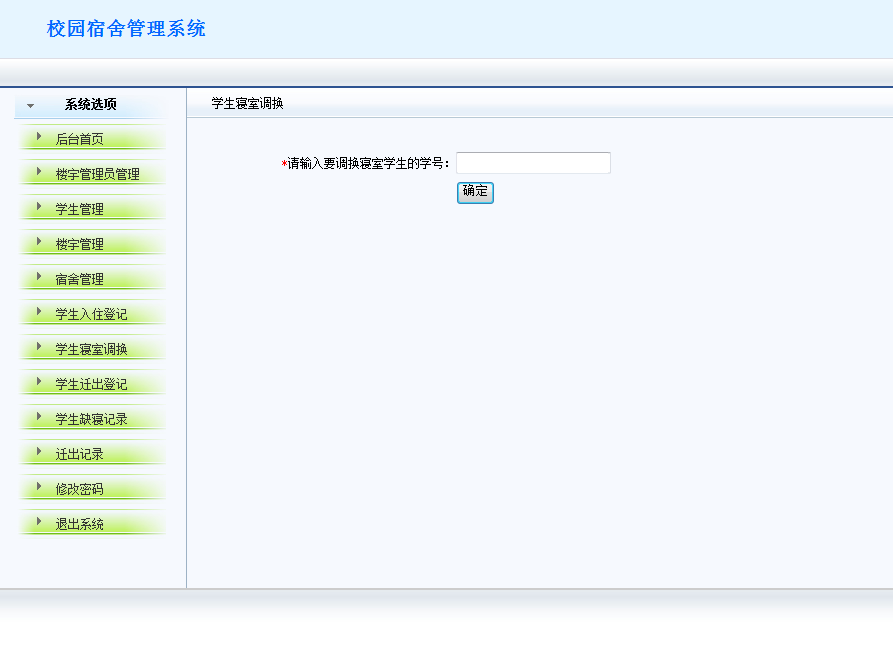 校园宿舍管理系统
系统选项
后台首页
楼宇管理员管理
学生管理
楼宇管理
宿舍管理
学生入住登记
学生寝室调换
学生迁出登记
学生缺寝记录
迁出记录
修改密码
退出系统
学生寝室调换
*请输入要调换寝室学生的学号：
确定